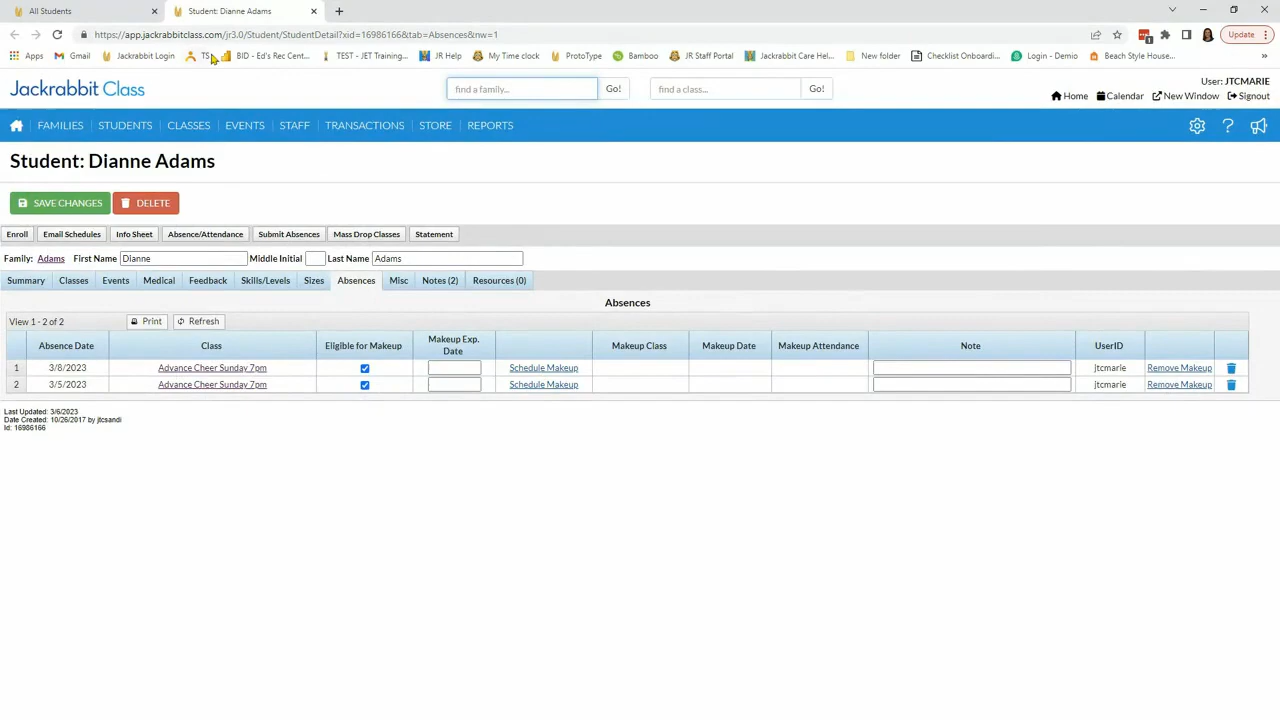 All Students
Student: Dianne Adams
https://app.jackrabbitclass.com/jr3.0/Student/StudentDetail?xid=16986166&tab=Absences&nw=1
Update
Apps Gmail Jackrabbit Login TS BID - Ed's Rec Cent... TEST - JET Training... JR Help My Time clock ProtoType Bamboo JR Staff Portal Jackrabbit Care Hel... New folder Checklist Onboardi... Login - Demio Beach Style House... »
Jackrabbit Class
find a family... Go! find a class... Go!
User: JTCMARIE
Home Calendar New Window Signout
FAMILIES STUDENTS CLASSES EVENTS STAFF TRANSACTIONS STORE REPORTS
Student: Dianne Adams
SAVE CHANGES DELETE
Enroll Email Schedules Info Sheet Absence/Attendance Submit Absences Mass Drop Classes Statement
Family: Adams First Name Dianne Middle Initial Last Name Adams
Summary Classes Events Medical Feedback Skills/Levels Sizes Absences Misc Notes (2) Resources (0)
Absences
View 1 - 2 of 2 Print Refresh
Absence Date Class Eligible for Makeup Makeup Exp. Date Makeup Class Makeup Date Makeup Attendance Note UserID
1 3/8/2023 Advance Cheer Sunday 7pm Schedule Makeup jtcmarie Remove Makeup
2 3/5/2023 Advance Cheer Sunday 7pm Schedule Makeup jtcmarie Remove Makeup
Last Updated: 3/6/2023
Date Created: 10/26/2017 by jtcsandi
Id: 16986166